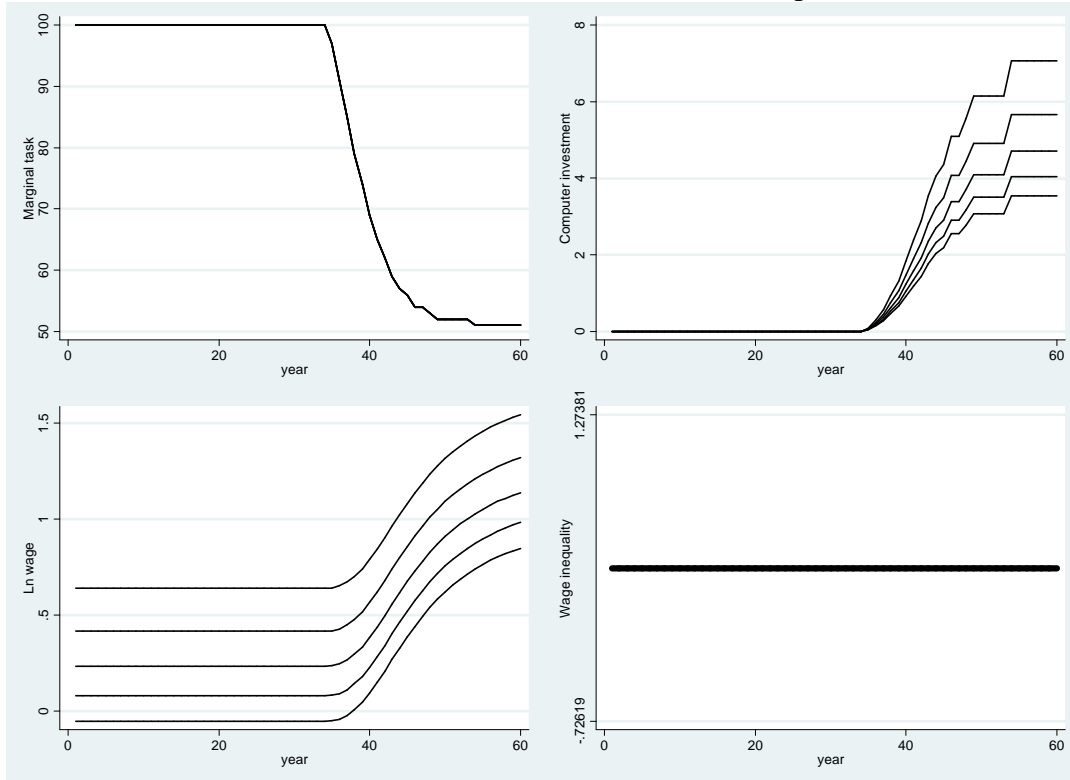 Marginal task
100
90
80
70
60
50
0 20 40 60
year
Computer investment
8
6
4
2
0
0 20 40 60
year
Ln wage
1.5
1
.5
0
0 20 40 60
year
Wage inequality
1.27381
-.72619
0 20 40 60
year